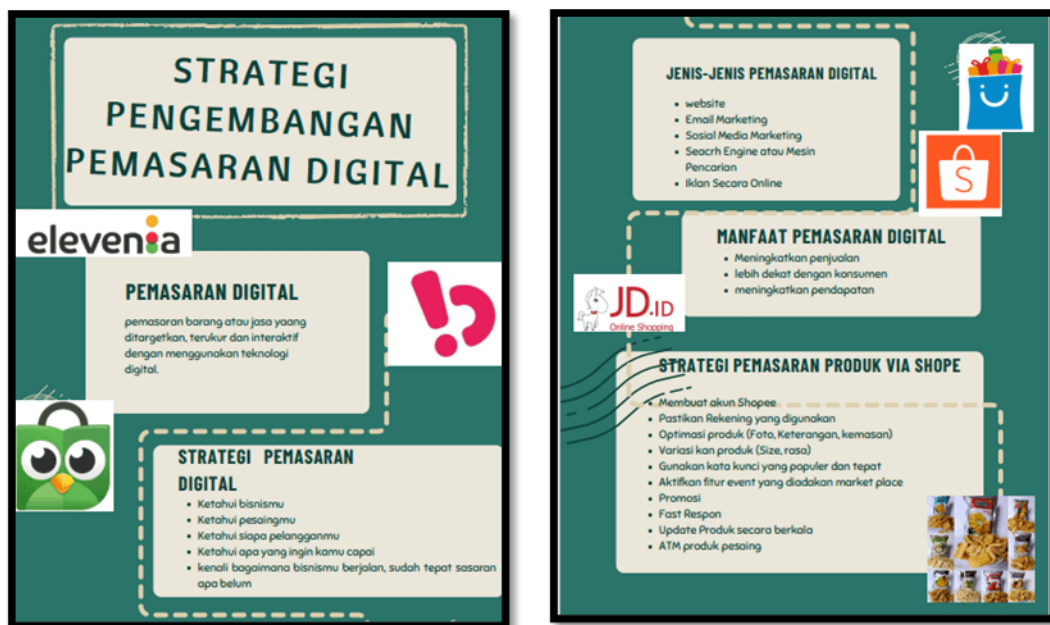 STRATEGI
PENGEMBANGAN
PEMASARAN DIGITAL
elevenia
PEMASARAN DIGITAL
pemasaran barang atau jasa yaang
ditargetkan, terukur dan interaktif
dengan menggunakan teknologi
digital.
STRATEGI PEMASARAN
DIGITAL
• Ketahui bisnismu
• Ketahui pesaingmu
• Ketahui siapa pelangganmu
• Ketahui apa yang ingin kamu capai
• kenali bagaimana bisnismu berjalan, sudah tepat sasaran
apa belum
JENIS-JENIS PEMASARAN DIGITAL
• website
• Email Marketing
• Sosial Media Marketing
• Seacrh Engine atau Mesin
Pencarian
• Iklan Secara Online
S
MANFAAT PEMASARAN DIGITAL
• Meningkatkan penjualan
• lebih dekat dengan konsumen
• meningkatkan pendapatan
JD.ID
Online Shopping
STRATEGI PEMASARAN PRODUK VIA SHOPE
• Membuat akun Shopee
• Pastikan Rekening yang digunakan
• Optimasi produk (Foto, Keterangan, kemasan)
• Variasi kan produk (Size, rasa)
• Gunakan kata kunci yang populer dan tepat
• Aktifkan fitur event yang diadakan market place
• Promosi
• Fast Respon
• Update Produk secara berkala
• ATM produk pesaing